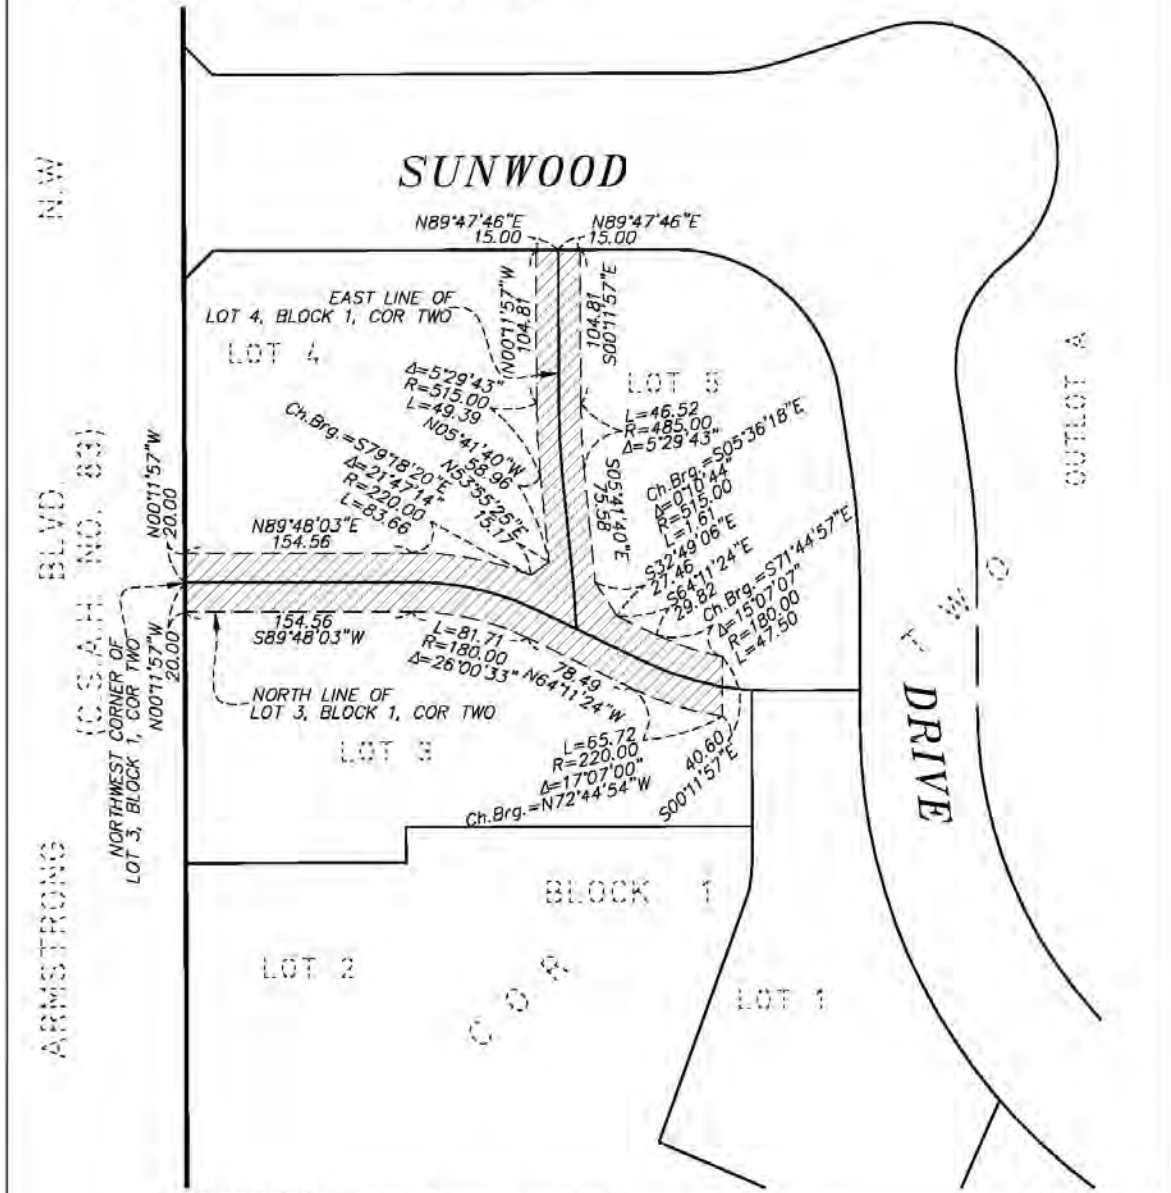 SUNWOOD
N.W
N89°47'46"E
15.00
N89°47'46"E
15.00
EAST LINE OF
LOT 4, BLOCK 1, COR TWO
(N00°11'57"W
104.81
104.81
S00°11'57"E
LOT 4
LOT 5
OUTLOT A
Δ=5°29'43"
R=515.00
L=49.39
N05°41'40"W
58.96
N53°55'25"E
15.17
Ch.Brg.=S79°18'20"E
Δ=21°47'14"
R=220.00
L=83.66
L=46.52
R=485.00
Δ=5°29'43"
S05°41'40"E
75.58
Ch.Brg.=S05°36'18"E
Δ=0°10'44"
R=515.00
L=1.61
S32°49'06"E
27.46
S64°11'24"E
29.82
Ch.Brg.=S71°44'57"E
Δ=15°07'07"
R=180.00
L=47.50
N00°11'57"W
20.00
N89°48'03"E
154.56
154.56
S89°48'03"W
N00°11'57"W
20.00
NORTHWEST CORNER OF
LOT 3, BLOCK 1, COR TWO
NORTH LINE OF
LOT 3, BLOCK 1, COR TWO
L=81.71
R=180.00
Δ=26°00'33"
78.49
N64°11'24"W
L=65.72
R=220.00
Δ=17°07'00"
Ch.Brg.=N72°44'54"W
40.60
S00°11'57"E
LOT 3
DRIVE
ARMSTRONG BLVD
(C.S.A.H. NO. 83)
BLOCK 1
LOT 2
COR
LOT 1